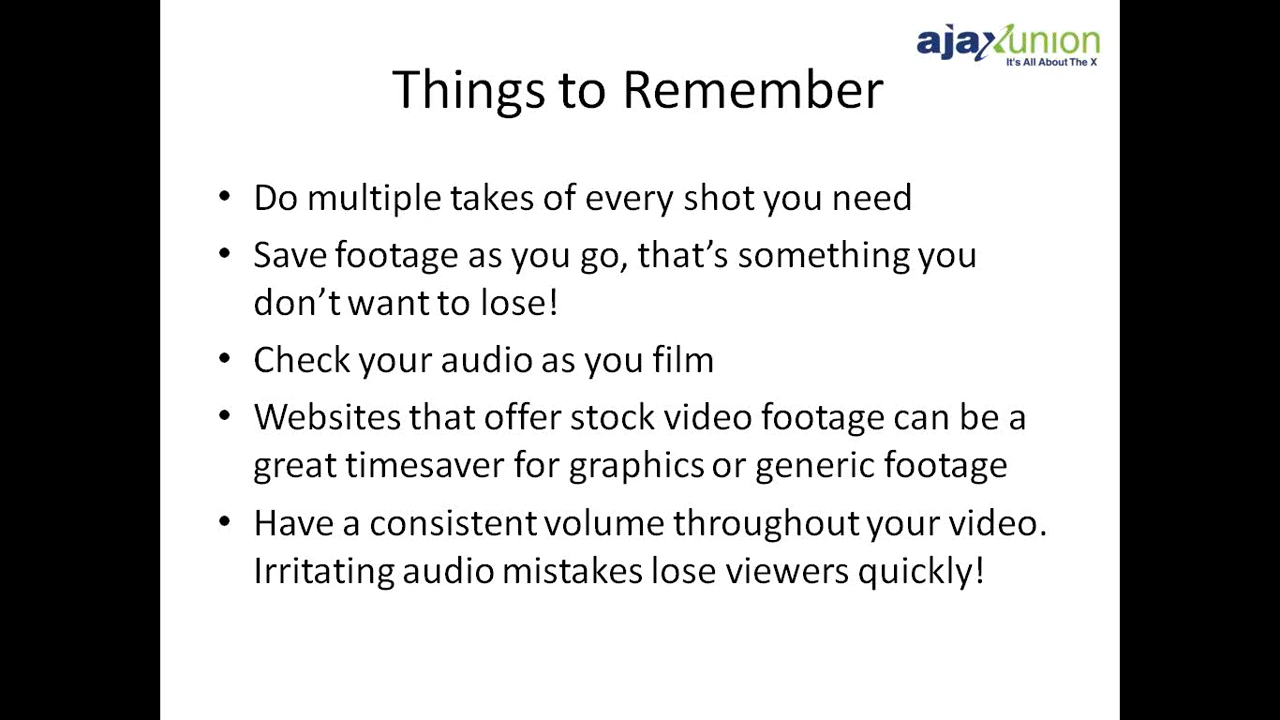 ajaxunion
It's All About The X
Things to Remember
• Do multiple takes of every shot you need
• Save footage as you go, that’s something you
don’t want to lose!
• Check your audio as you film
• Websites that offer stock video footage can be a
great timesaver for graphics or generic footage
• Have a consistent volume throughout your video.
Irritating audio mistakes lose viewers quickly!